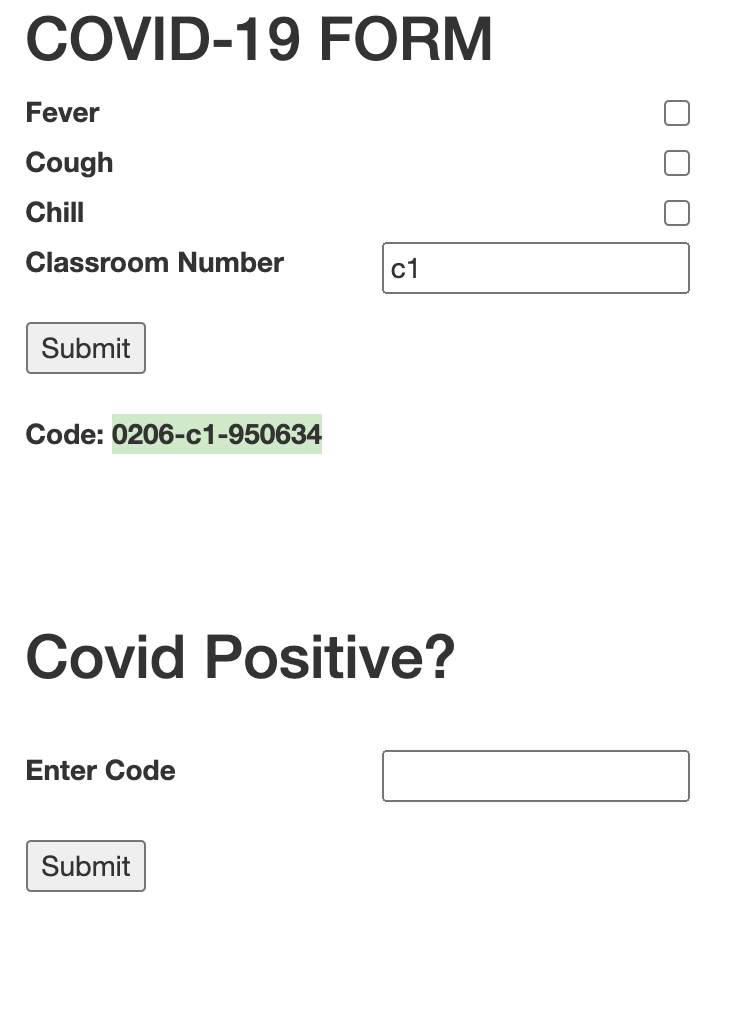 COVID-19 FORM
Fever
Cough
Chill
Classroom Number c1
Submit
Code: 0206-c1-950634
Covid Positive?
Enter Code
Submit